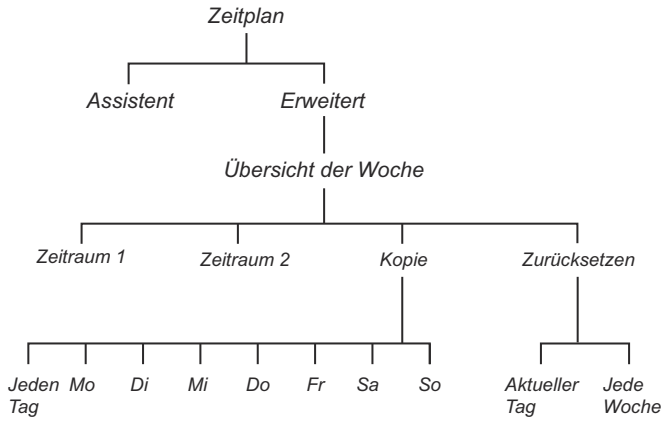 Zeitplan
Assistent Erweitert
Übersicht der Woche
Zeitraum 1 Zeitraum 2 Kopie Zurücksetzen
Jeden Mo Di Mi Do Fr Sa So Aktueller Jede
Tag Tag Woche